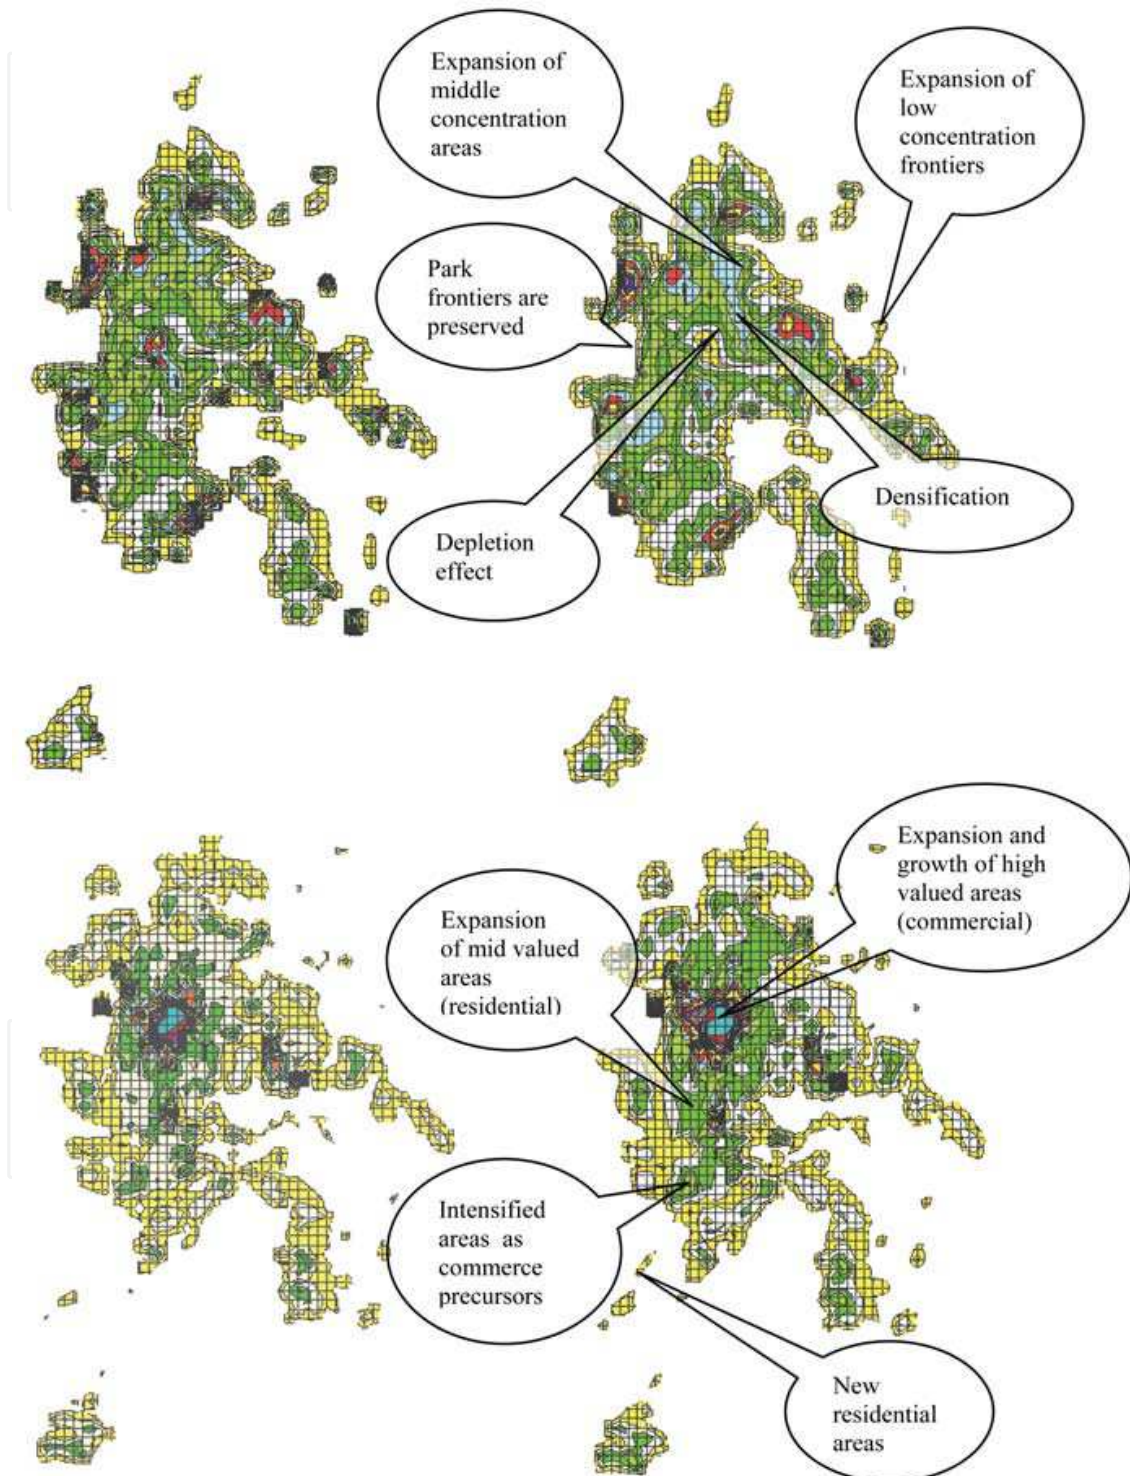 Expansion of
middle
concentration
areas
Expansion of
low
concentration
frontiers
Park
frontiers are
preserved
Densification
Depletion
effect
Expansion and
growth of high
valued areas
(commercial)
Expansion
of mid valued
areas
(residential)
Intensified
areas as
commerce
precursors
New
residential
areas